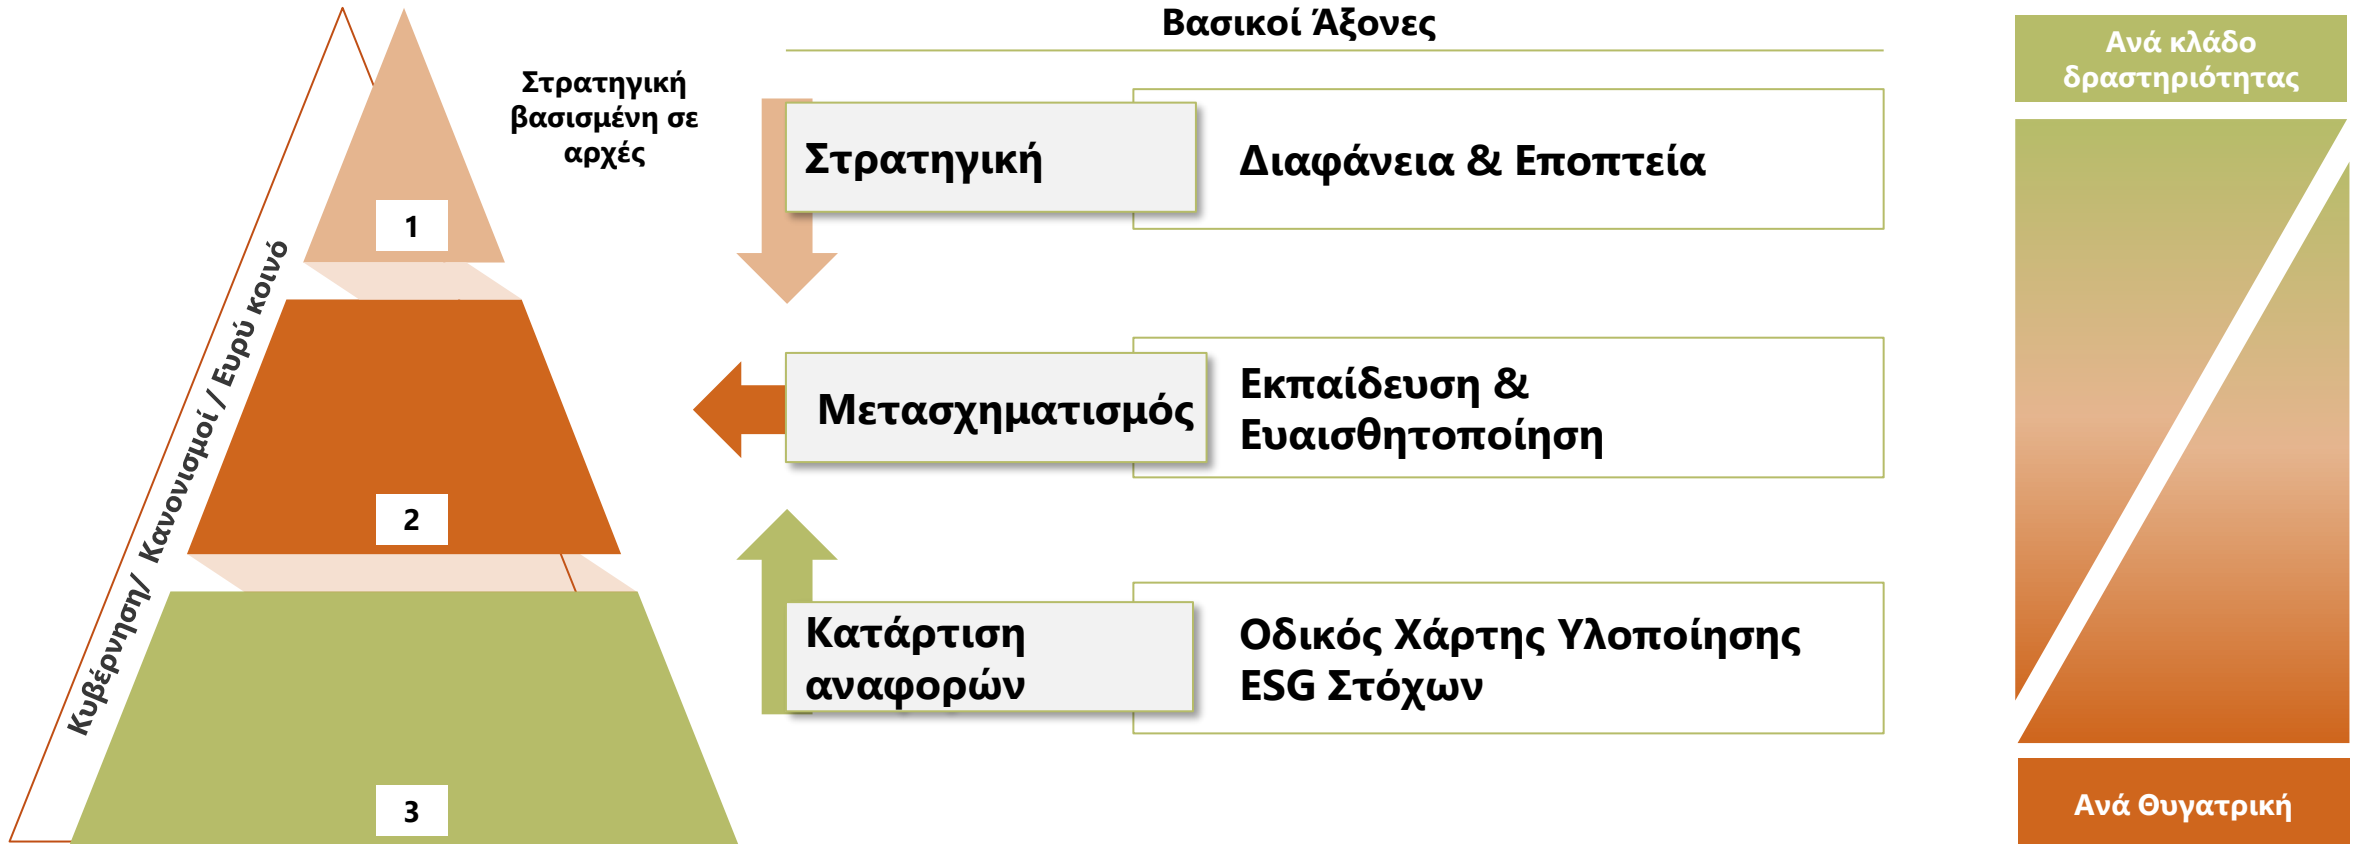 Βασικοί Άξονες
Ανά κλάδο
δραστηριότητας
Στρατηγική
βασισμένη σε
αρχές
Στρατηγική
Διαφάνεια & Εποπτεία
1
Κυβέρνηση/ Κανονισμοί / Ευρύ κοινό
Μετασχηματισμός
Εκπαίδευση &
Ευαισθητοποίηση
2
Κατάρτιση
αναφορών
Οδικός Χάρτης Υλοποίησης
ESG Στόχων
3
Ανά Θυγατρική